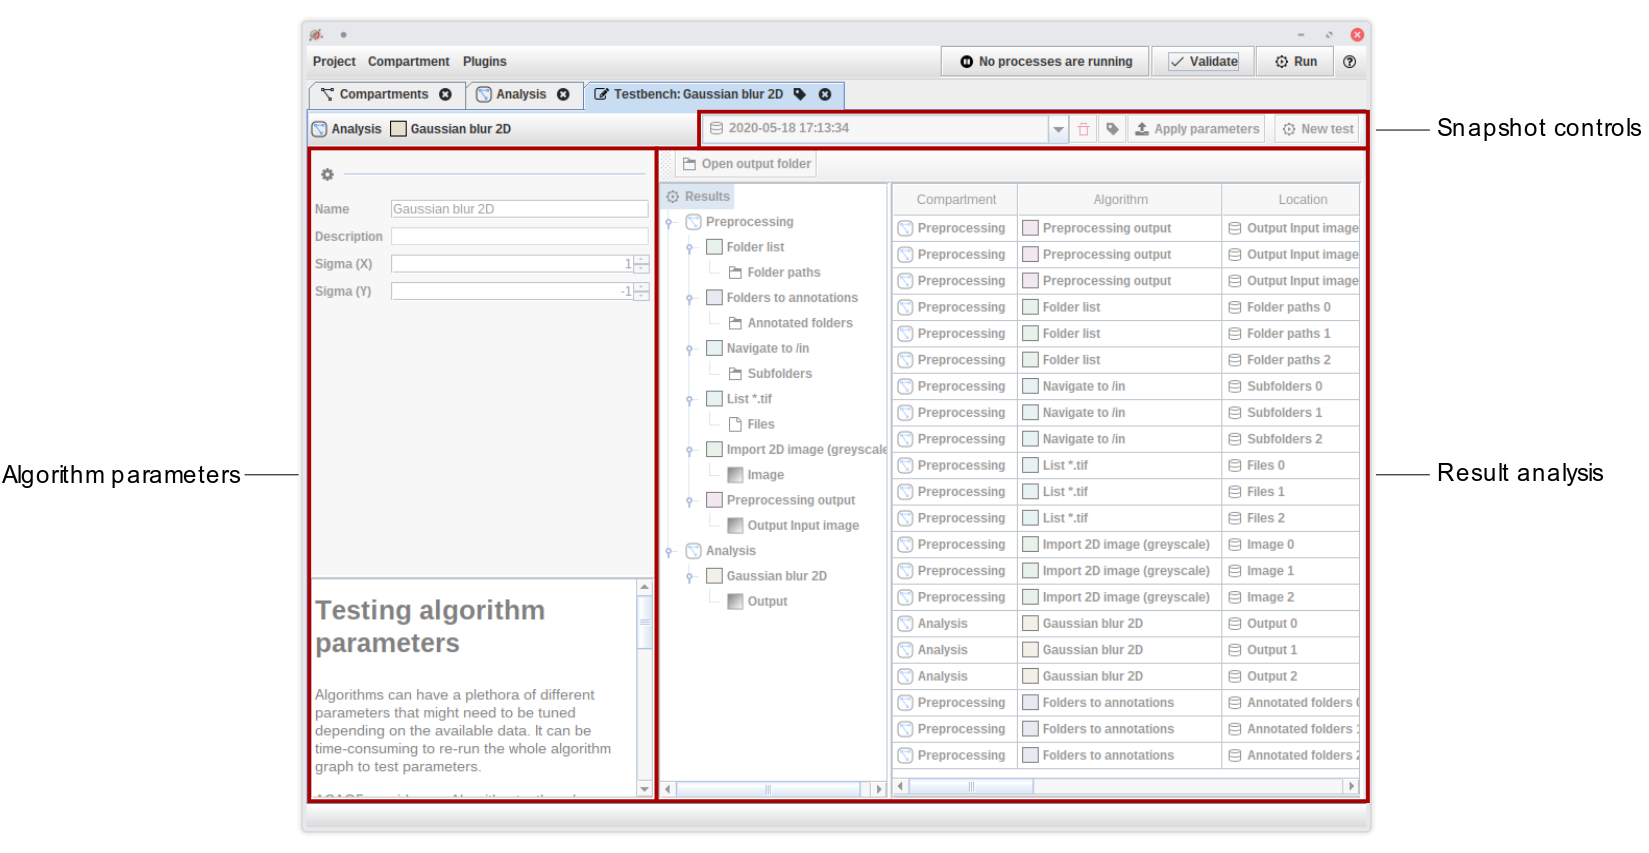 Project Compartment Plugins
No processes are running Validate Run
Compartments Analysis Testbench: Gaussian blur 2D
Analysis Gaussian blur 2D
2020-05-18 17:13:34 Apply parameters New test
Snapshot controls
Algorithm parameters
Name Gaussian blur 2D
Description
Sigma (X) 1
Sigma (Y) -1
Testing algorithm
parameters
Algorithms can have a plethora of different
parameters that might need to be tuned
depending on the available data. It can be
time-consuming to re-run the whole algorithm
graph to test parameters.
Open output folder
Results
Preprocessing
Folder list
Folder paths
Folders to annotations
Annotated folders
Navigate to /in
Subfolders
List *.tif
Files
Import 2D image (greyscale
Image
Preprocessing output
Output Input image
Analysis
Gaussian blur 2D
Output
Compartment Algorithm Location
Preprocessing Preprocessing output Output Input image
Preprocessing Preprocessing output Output Input image
Preprocessing Preprocessing output Output Input image
Preprocessing Folder list Folder paths 0
Preprocessing Folder list Folder paths 1
Preprocessing Folder list Folder paths 2
Preprocessing Navigate to /in Subfolders 0
Preprocessing Navigate to /in Subfolders 1
Preprocessing Navigate to /in Subfolders 2
Preprocessing List *.tif Files 0
Preprocessing List *.tif Files 1
Preprocessing List *.tif Files 2
Preprocessing Import 2D image (greyscale) Image 0
Preprocessing Import 2D image (greyscale) Image 1
Preprocessing Import 2D image (greyscale) Image 2
Analysis Gaussian blur 2D Output 0
Analysis Gaussian blur 2D Output 1
Analysis Gaussian blur 2D Output 2
Preprocessing Folders to annotations Annotated folders
Preprocessing Folders to annotations Annotated folders
Preprocessing Folders to annotations Annotated folders
Result analysis